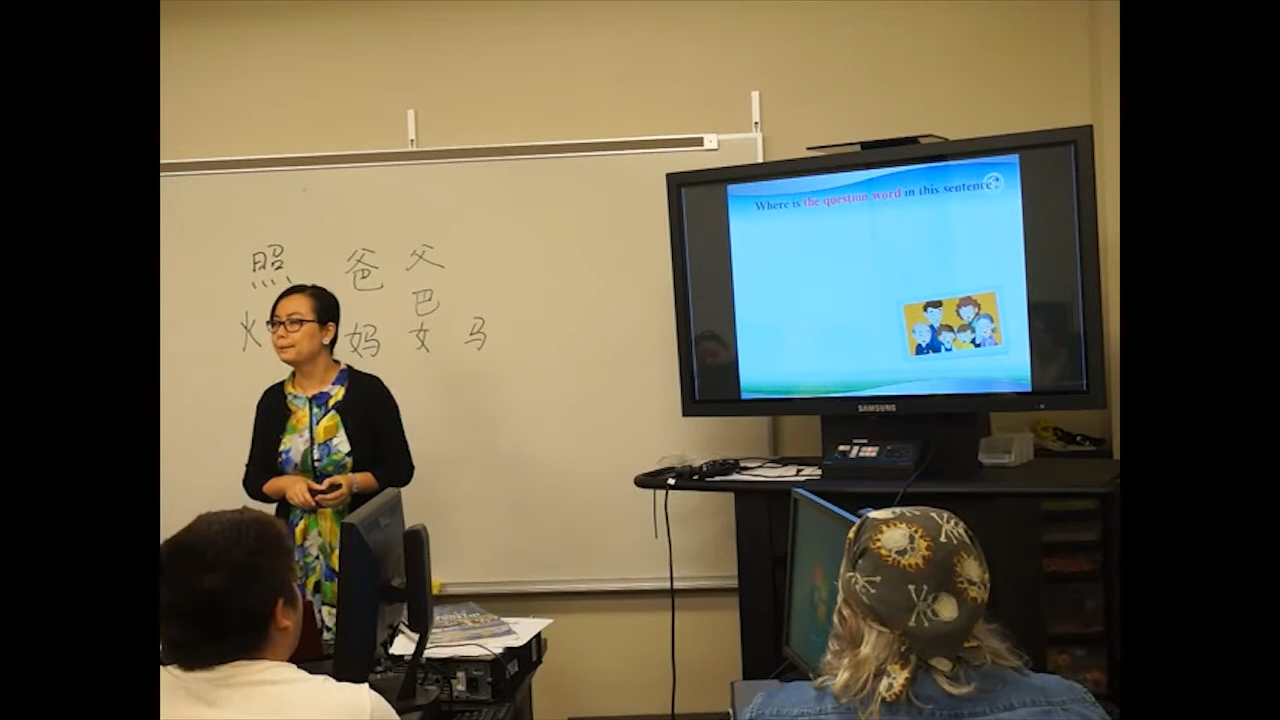 Where is the question word in this sentence?
照 爸 父
巴
火 妈 女 马
SAMSUNG